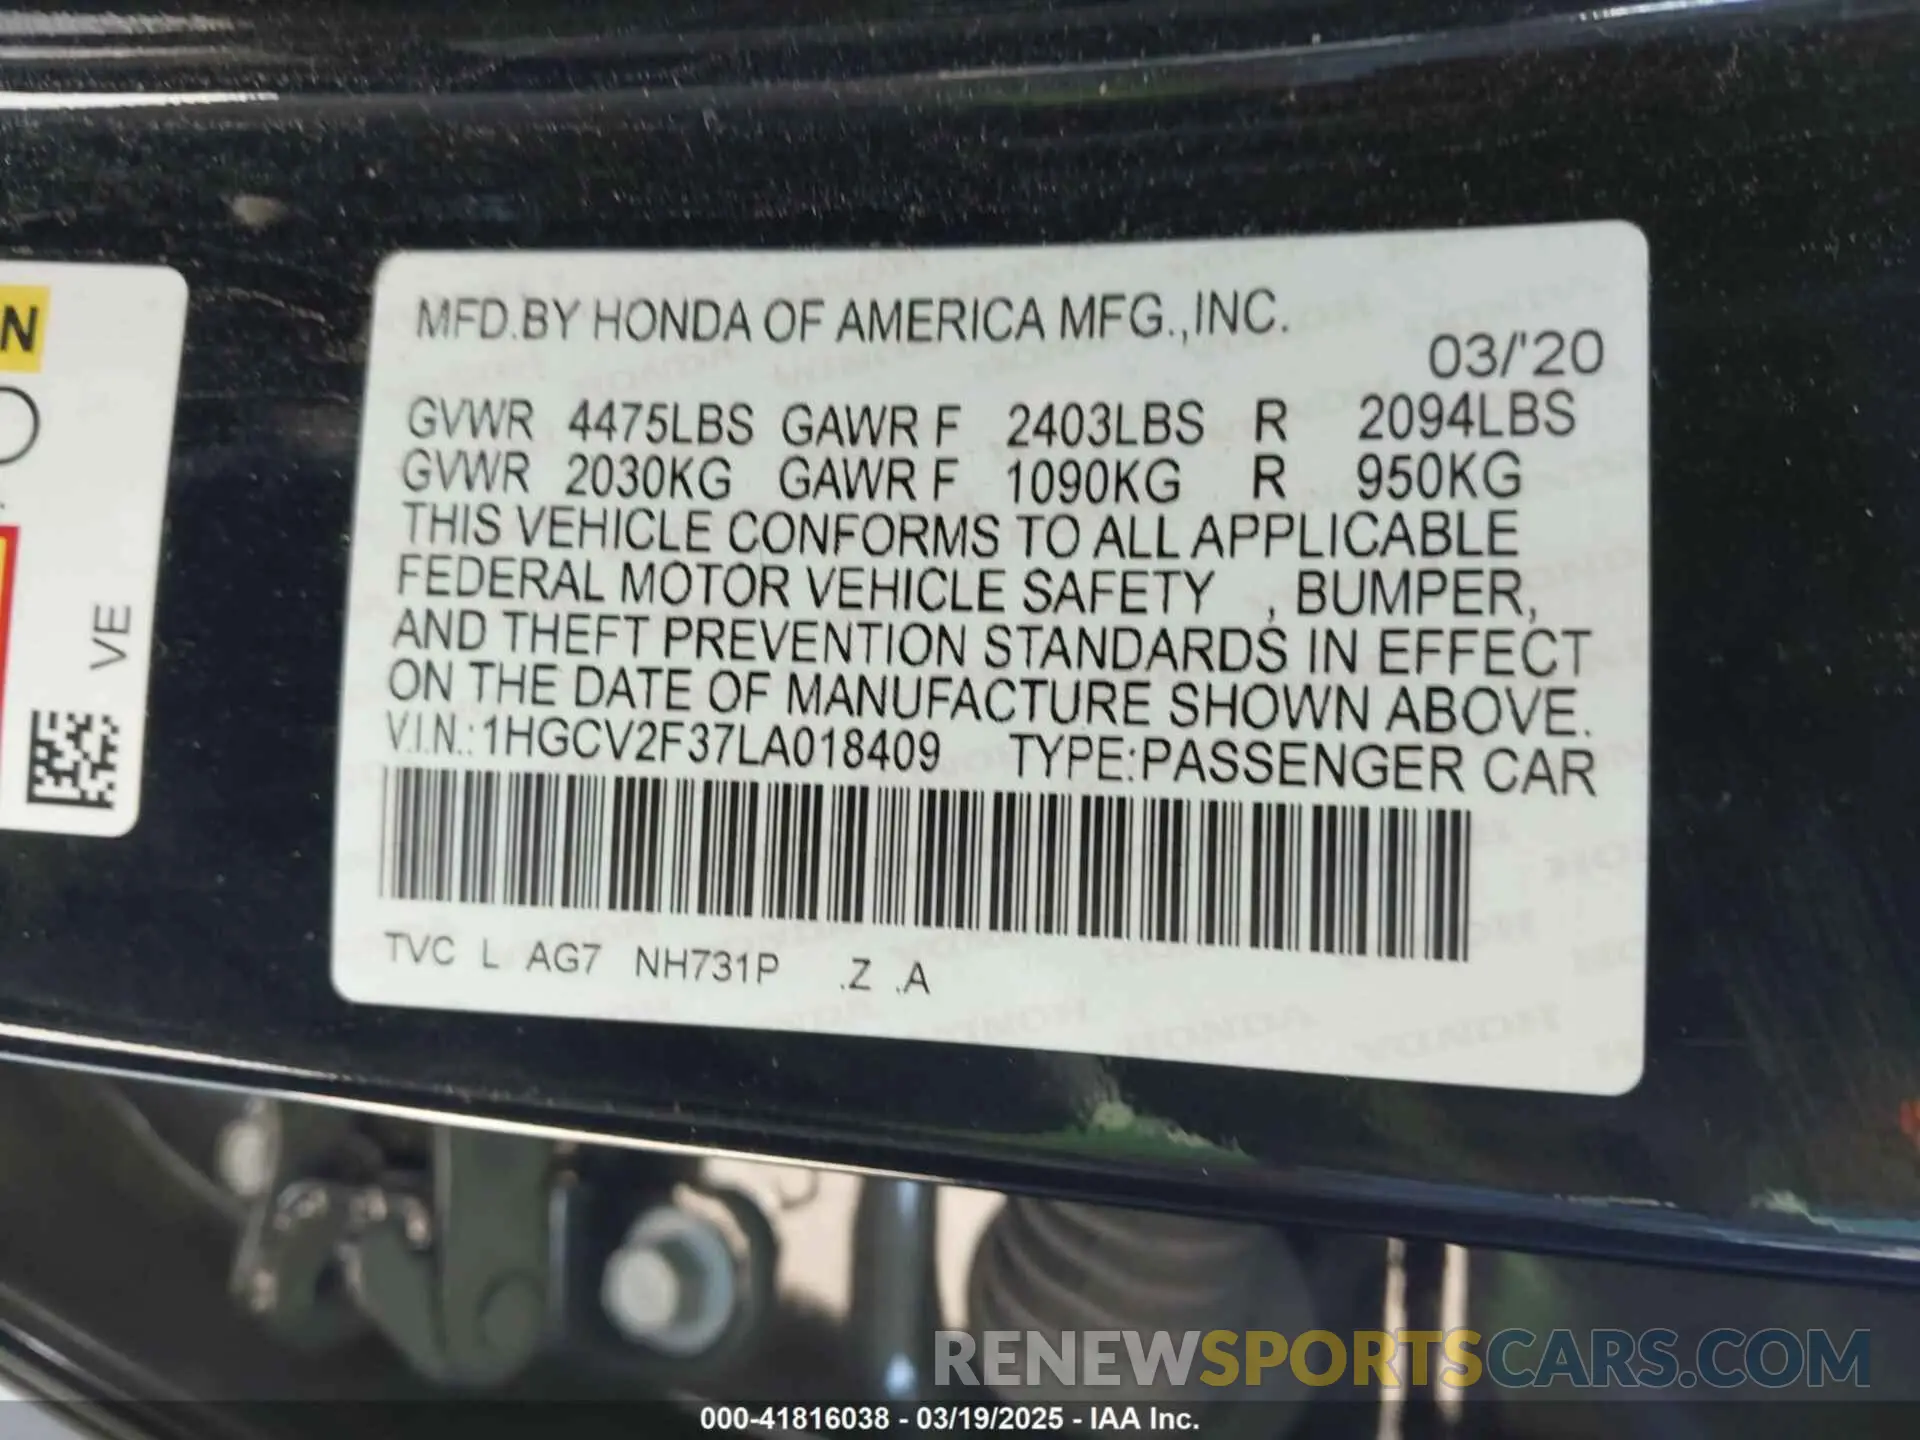 MFD.BY HONDA OF AMERICA MFG.,INC.
03/'20
GVWR 4475LBS GAWR F 2403LBS R 2094LBS
GVWR 2030KG GAWR F 1090KG R 950KG
THIS VEHICLE CONFORMS TO ALL APPLICABLE
FEDERAL MOTOR VEHICLE SAFETY , BUMPER,
AND THEFT PREVENTION STANDARDS IN EFFECT
ON THE DATE OF MANUFACTURE SHOWN ABOVE.
V.I.N.: 1HGCV2F37LA018409 TYPE:PASSENGER CAR
TVC L AG7 NH731P .Z .A
N
VE
RENEWSPORTSCARS.COM
000-41816038 - 03/19/2025 - IAA Inc.